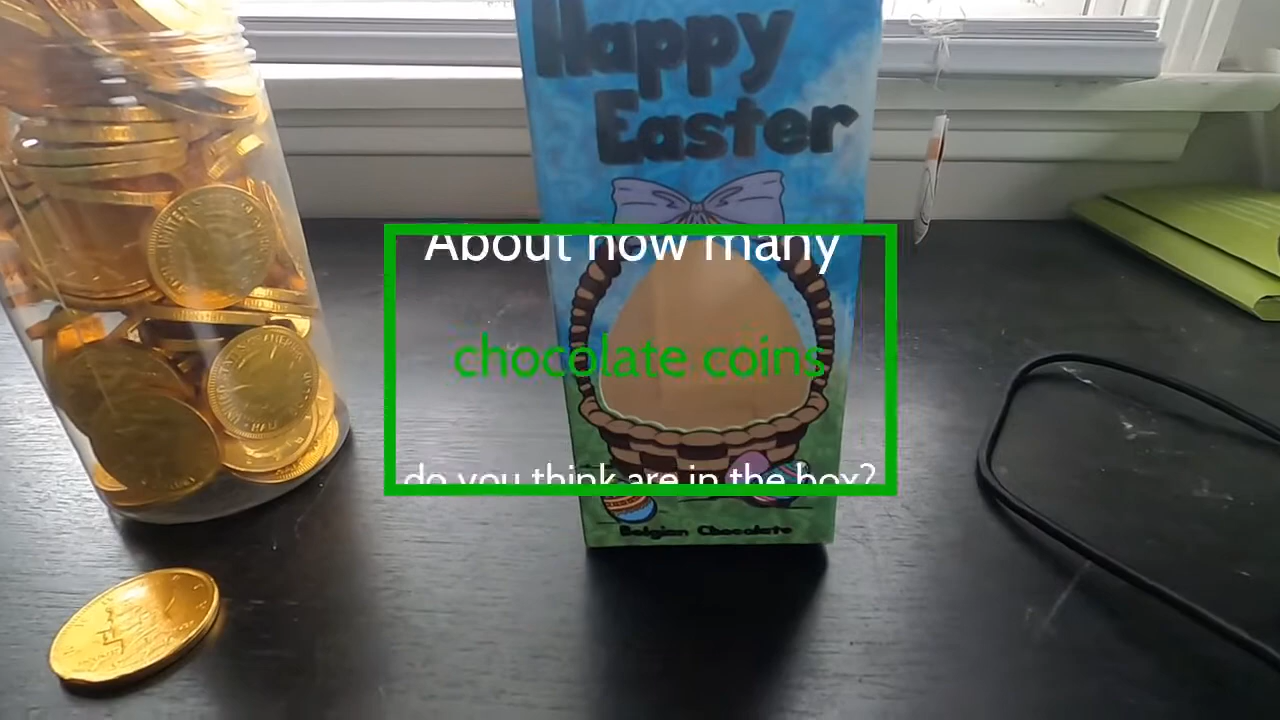 Happy
Easter
About how many
chocolate coins
do you think are in the box?
Belgian Chocolate